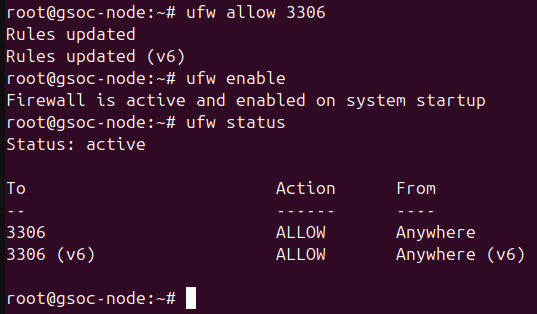 root@gsoc-node:~# ufw allow 3306
Rules updated
Rules updated (v6)
root@gsoc-node:~# ufw enable
Firewall is active and enabled on system startup
root@gsoc-node:~# ufw status
Status: active
To Action From
-- ------ ----
3306 ALLOW Anywhere
3306 (v6) ALLOW Anywhere (v6)
root@gsoc-node:~#